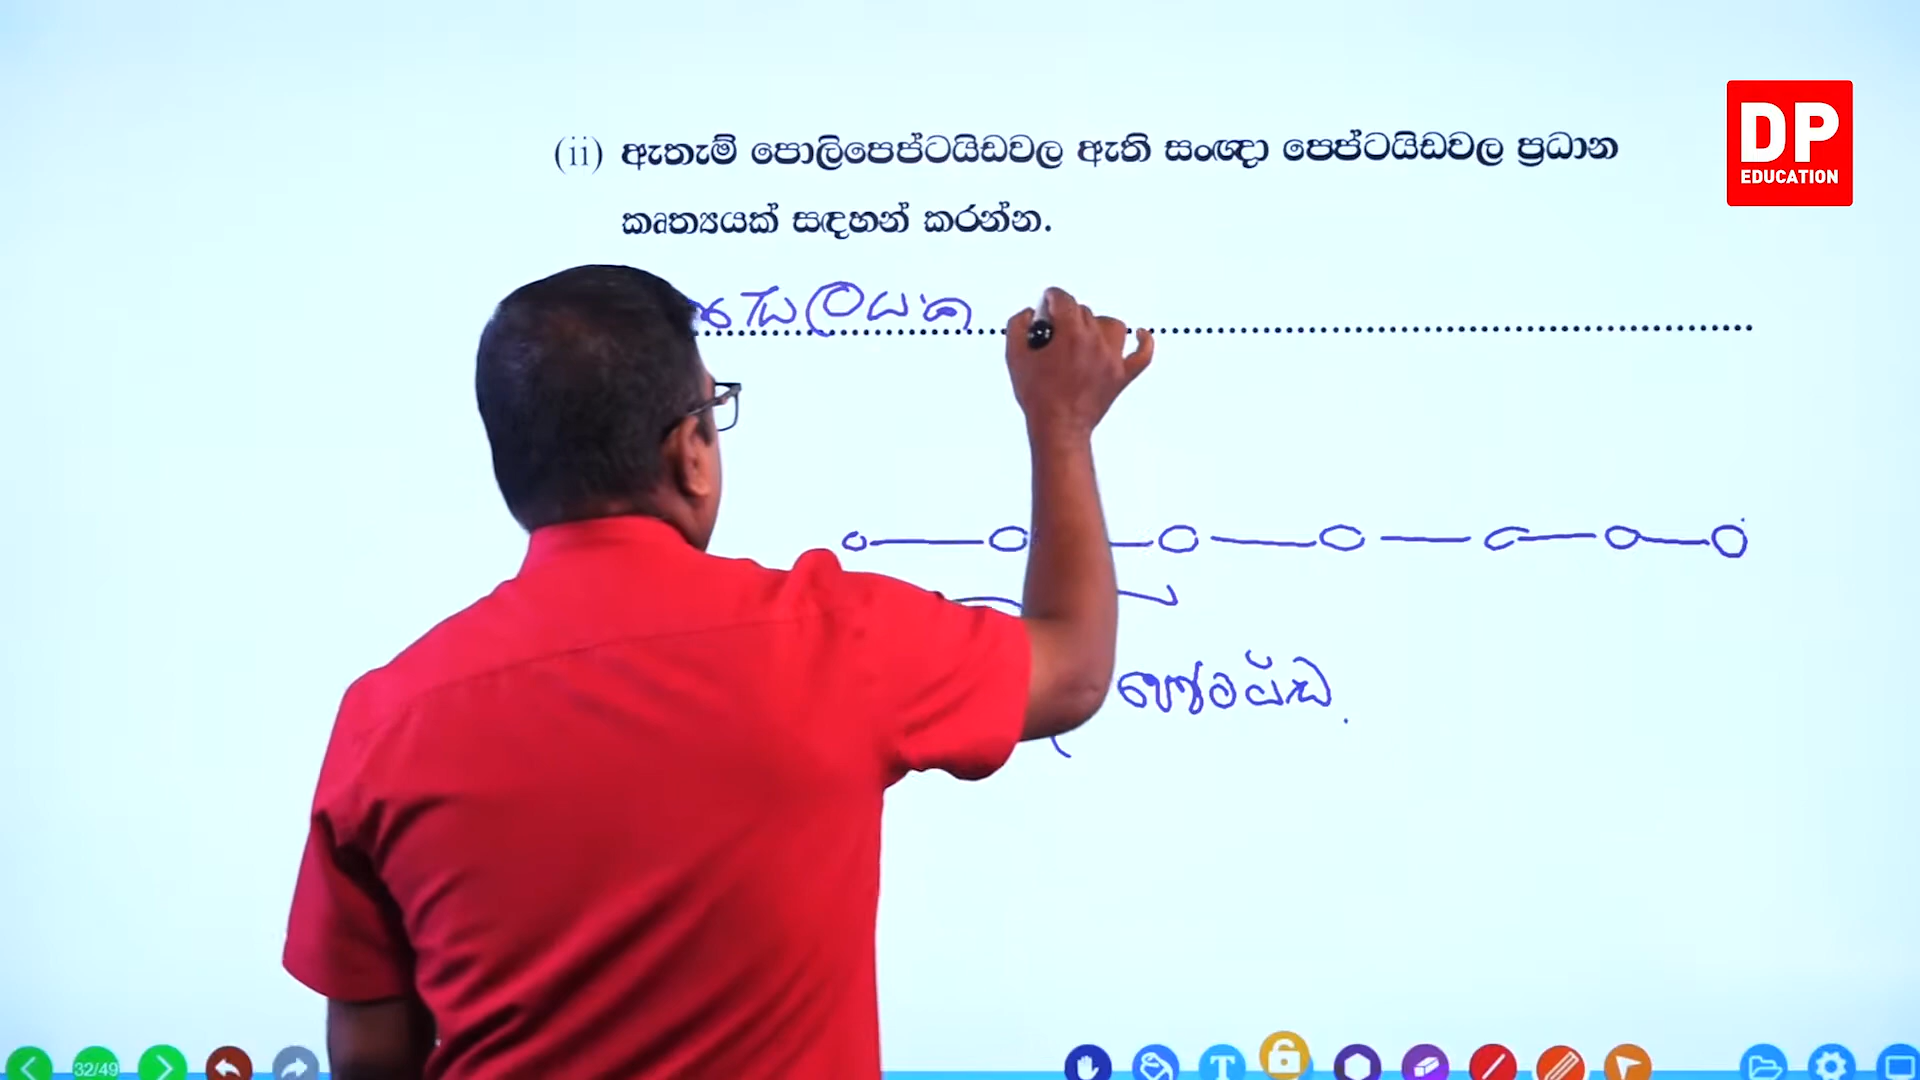 DP
EDUCATION
(ii) ඇතැම් පොලිපෙප්ටයිඩවල ඇති සංඥා පෙප්ටයිඩවල ප්‍රධාන
කෘත්‍යයක් සඳහන් කරන්න.
32/49
T